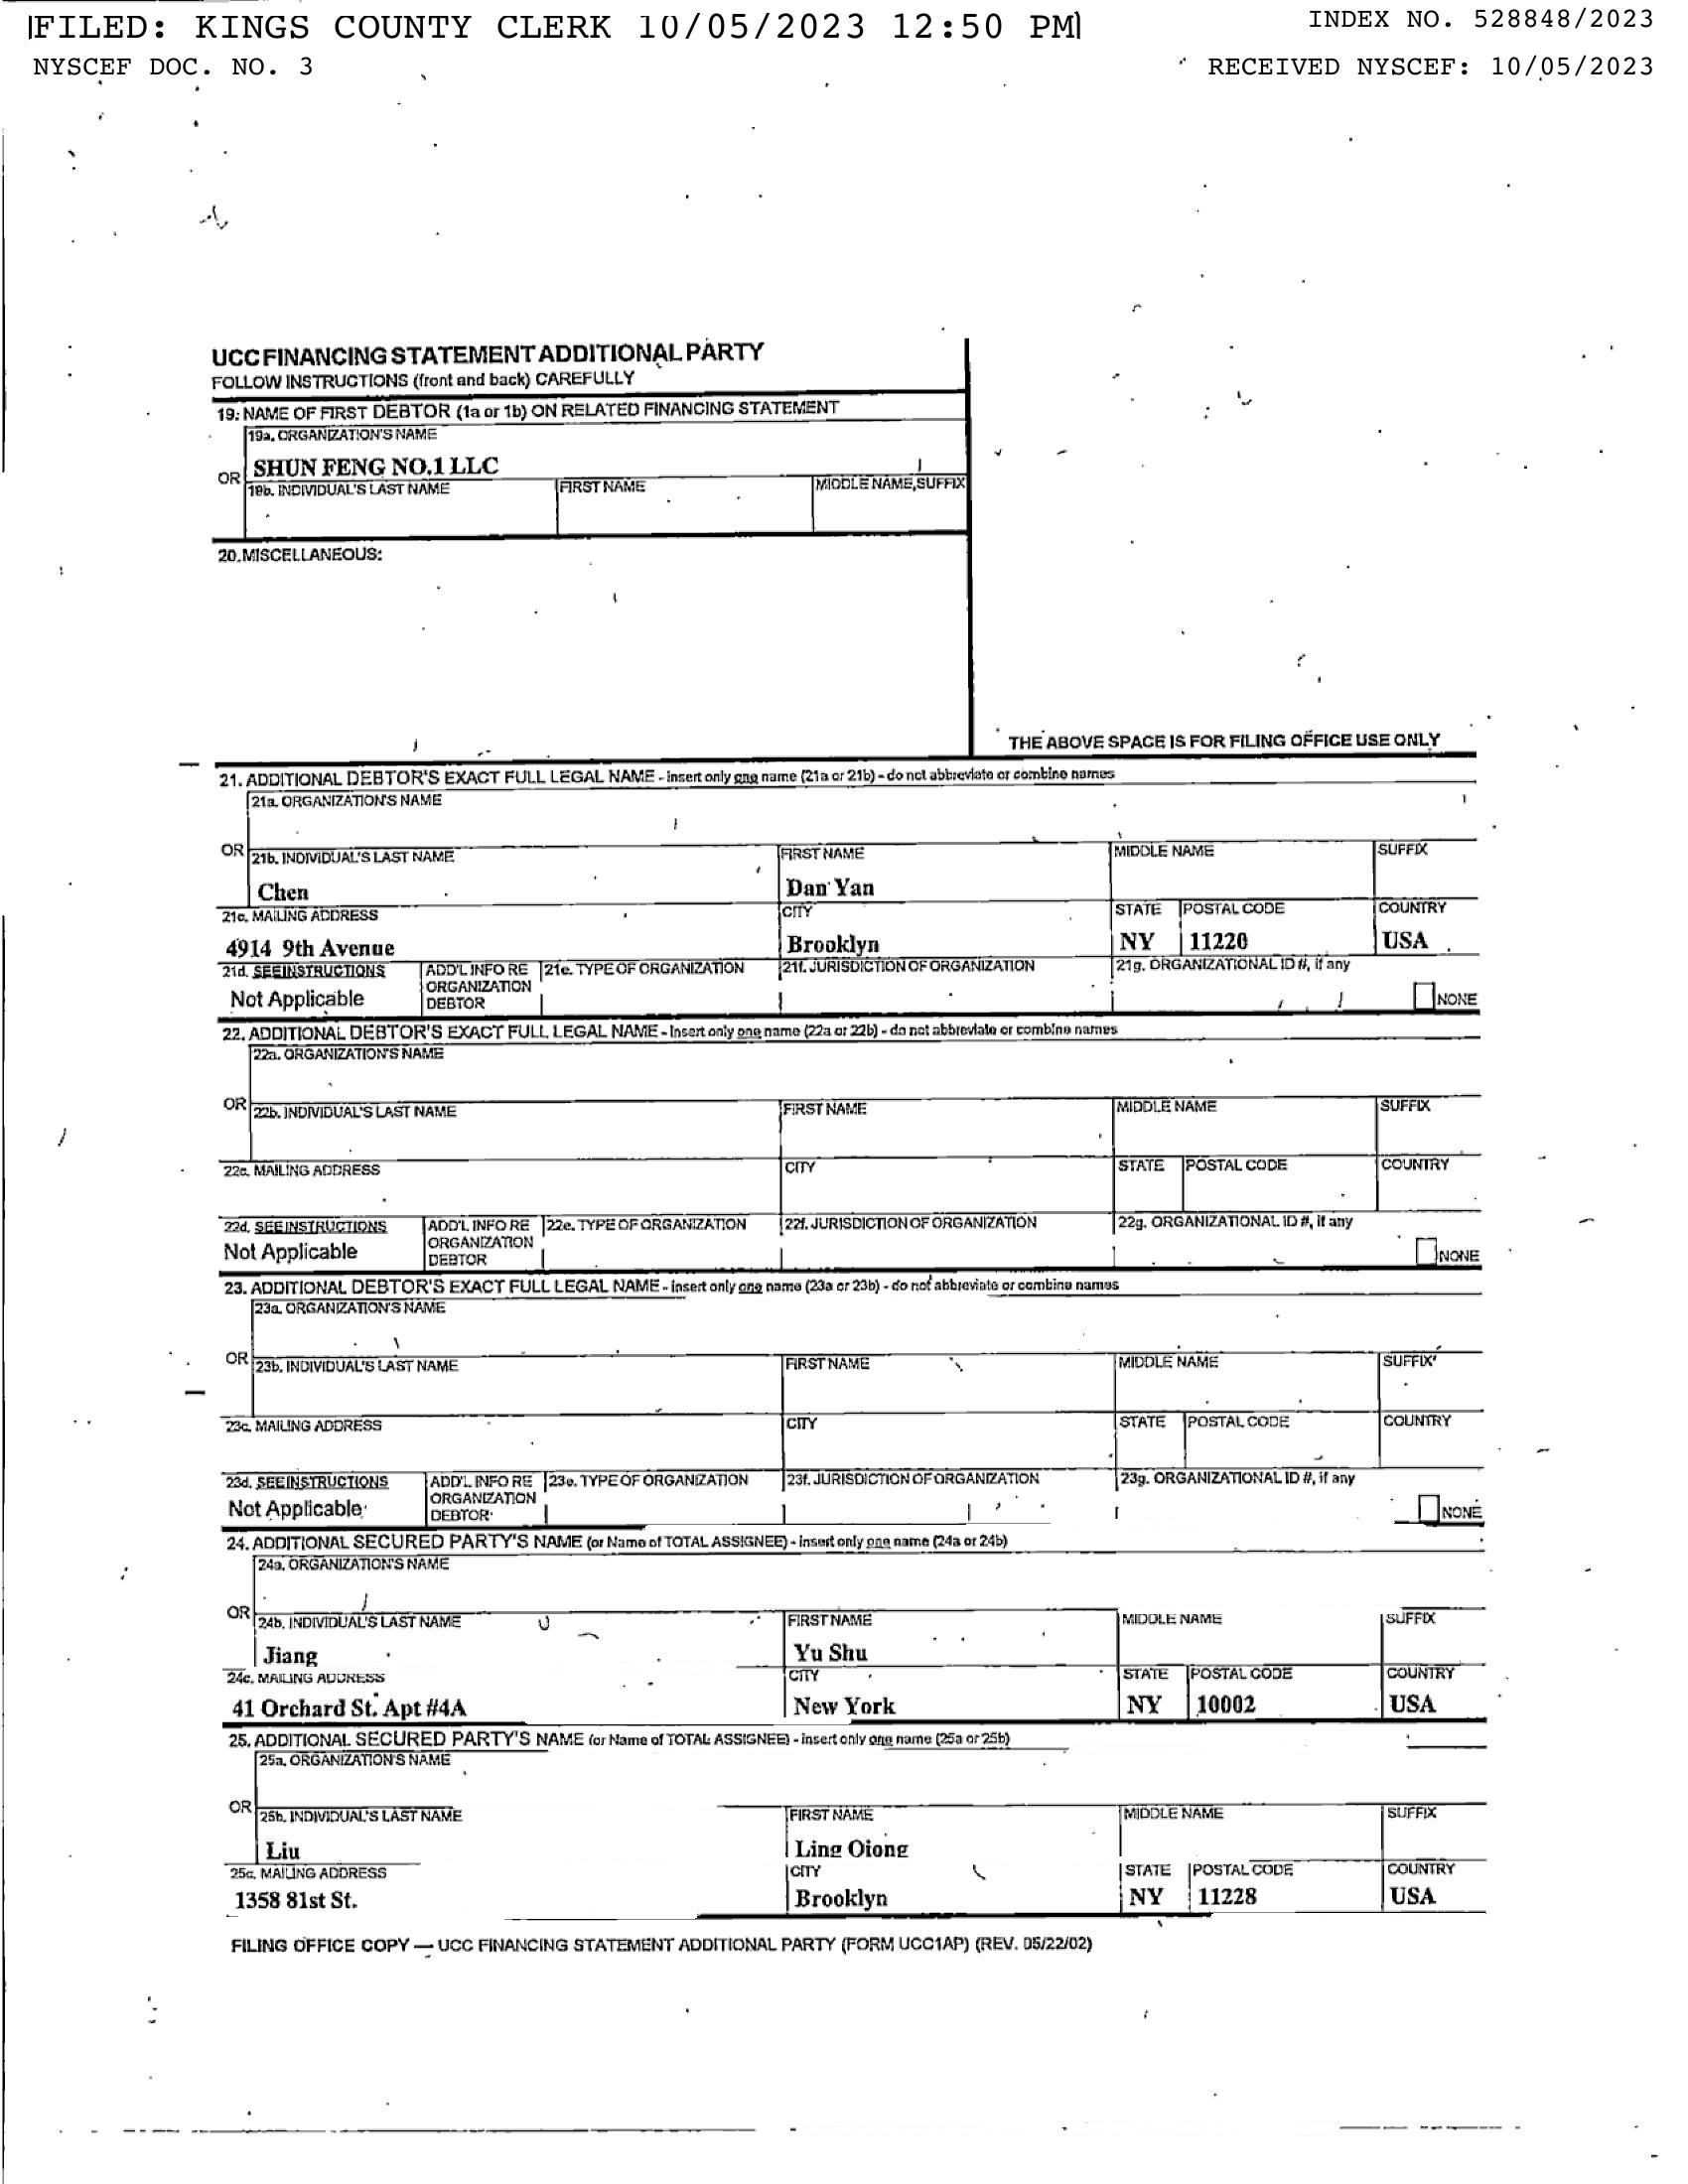 FILED: KINGS COUNTY CLERK 10/05/2023 12:50 PM
INDEX NO. 528848/2023
NYSCEF DOC. NO. 3
RECEIVED NYSCEF: 10/05/2023
UCC FINANCING STATEMENT ADDITIONAL PARTY
FOLLOW INSTRUCTIONS (front and back) CAREFULLY
19. NAME OF FIRST DEBTOR (1a or 1b) ON RELATED FINANCING STATEMENT
19a. ORGANIZATION'S NAME
SHUN FENG NO.1 LLC
OR
19b. INDIVIDUAL'S LAST NAME FIRST NAME MIDDLE NAME, SUFFIX
20. MISCELLANEOUS:
THE ABOVE SPACE IS FOR FILING OFFICE USE ONLY
21. ADDITIONAL DEBTOR'S EXACT FULL LEGAL NAME - insert only one name (21a or 21b) - do not abbreviate or combine names
21a. ORGANIZATION'S NAME
OR
21b. INDIVIDUAL'S LAST NAME FIRST NAME MIDDLE NAME SUFFIX
Chen Dan Yan
21c. MAILING ADDRESS CITY STATE POSTAL CODE COUNTRY
4914 9th Avenue Brooklyn NY 11220 USA
21d. SEE INSTRUCTIONS ADD'L INFO RE 21e. TYPE OF ORGANIZATION 21f. JURISDICTION OF ORGANIZATION 21g. ORGANIZATIONAL ID #, if any
ORGANIZATION
Not Applicable DEBTOR NONE
22. ADDITIONAL DEBTOR'S EXACT FULL LEGAL NAME - insert only one name (22a or 22b) - do not abbreviate or combine names
22a. ORGANIZATION'S NAME
OR
22b. INDIVIDUAL'S LAST NAME FIRST NAME MIDDLE NAME SUFFIX
22c. MAILING ADDRESS CITY STATE POSTAL CODE COUNTRY
22d. SEE INSTRUCTIONS ADD'L INFO RE 22e. TYPE OF ORGANIZATION 22f. JURISDICTION OF ORGANIZATION 22g. ORGANIZATIONAL ID #, if any
ORGANIZATION
Not Applicable DEBTOR NONE
23. ADDITIONAL DEBTOR'S EXACT FULL LEGAL NAME - insert only one name (23a or 23b) - do not abbreviate or combine names
23a. ORGANIZATION'S NAME
OR
23b. INDIVIDUAL'S LAST NAME FIRST NAME MIDDLE NAME SUFFIX
23c. MAILING ADDRESS CITY STATE POSTAL CODE COUNTRY
23d. SEE INSTRUCTIONS ADD'L INFO RE 23e. TYPE OF ORGANIZATION 23f. JURISDICTION OF ORGANIZATION 23g. ORGANIZATIONAL ID #, if any
ORGANIZATION
Not Applicable DEBTOR NONE
24. ADDITIONAL SECURED PARTY'S NAME (or Name of TOTAL ASSIGNEE) - insert only one name (24a or 24b)
24a. ORGANIZATION'S NAME
OR
24b. INDIVIDUAL'S LAST NAME FIRST NAME MIDDLE NAME SUFFIX
Jiang Yu Shu
24c. MAILING ADDRESS CITY STATE POSTAL CODE COUNTRY
41 Orchard St. Apt #4A New York NY 10002 USA
25. ADDITIONAL SECURED PARTY'S NAME (or Name of TOTAL ASSIGNEE) - insert only one name (25a or 25b)
25a. ORGANIZATION'S NAME
OR
25b. INDIVIDUAL'S LAST NAME FIRST NAME MIDDLE NAME SUFFIX
Liu Ling Qiong
25c. MAILING ADDRESS CITY STATE POSTAL CODE COUNTRY
1358 81st St. Brooklyn NY 11228 USA
FILING OFFICE COPY — UCC FINANCING STATEMENT ADDITIONAL PARTY (FORM UCC1AP) (REV. 05/22/02)